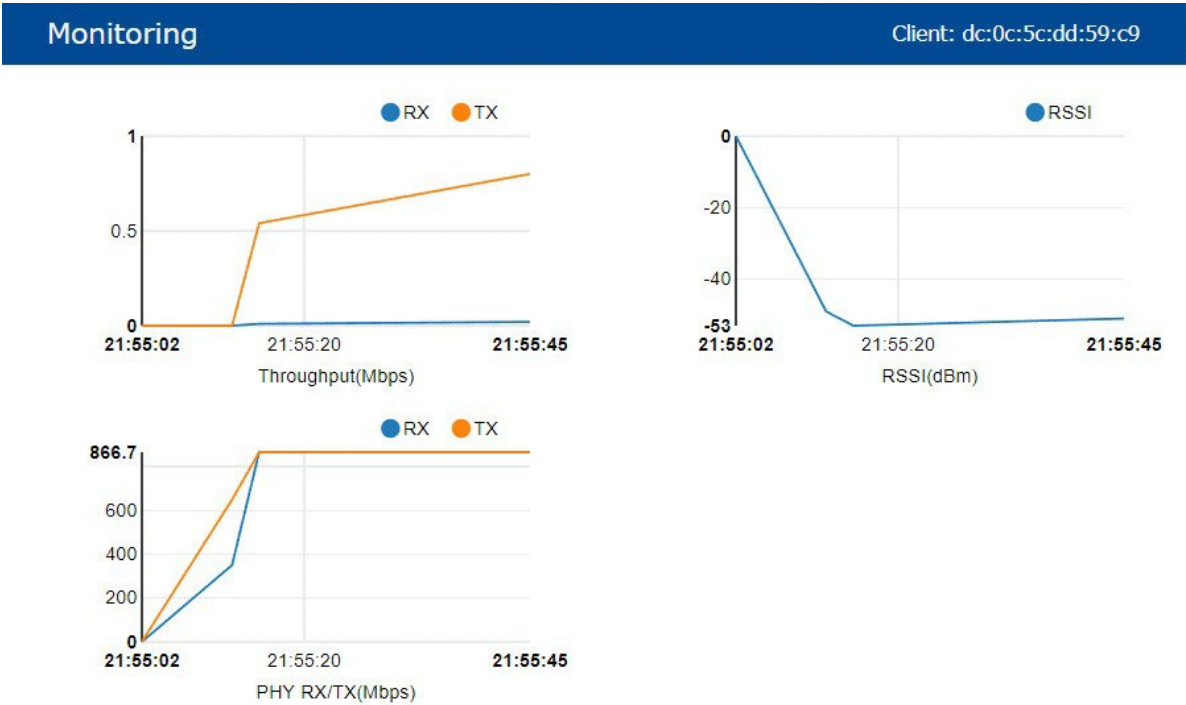 Monitoring
Client: dc:0c:5c:dd:59:c9
RX TX
1
0.5
0
21:55:02 21:55:20 21:55:45
Throughput(Mbps)
RSSI
0
-20
-40
-53
21:55:02 21:55:20 21:55:45
RSSI(dBm)
RX TX
866.7
600
400
200
0
21:55:02 21:55:20 21:55:45
PHY RX/TX(Mbps)